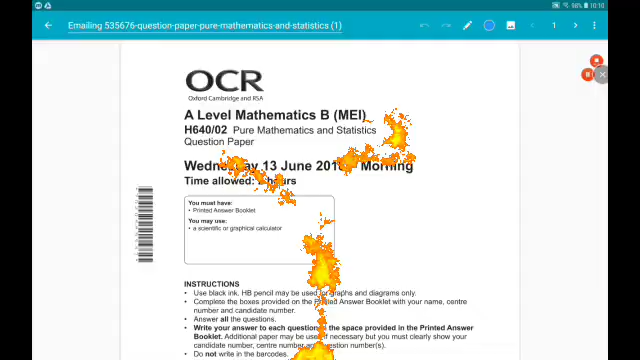 10:10
98%
Emailing 535676-question-paper-pure-mathematics-and-statistics (1)
1
OCR
Oxford Cambridge and RSA
A Level Mathematics B (MEI)
H640/02 Pure Mathematics and Statistics
Question Paper
13 June Morning
Time allowed: hours
You must have:
• Printed Answer Booklet
You may use:
• a scientific or graphical calculator
INSTRUCTIONS
• Use black ink. HB pencil may be used for graphs and diagrams only.
• Complete the boxes provided on the Printed Answer Booklet with your name, centre
number and candidate number.
• Answer all the questions.
• Write your answer to each question in the space provided in the Printed Answer
Booklet. Additional paper may be used if necessary but you must clearly show your
candidate number, centre number and question number(s).
• Do not write in the barcodes.